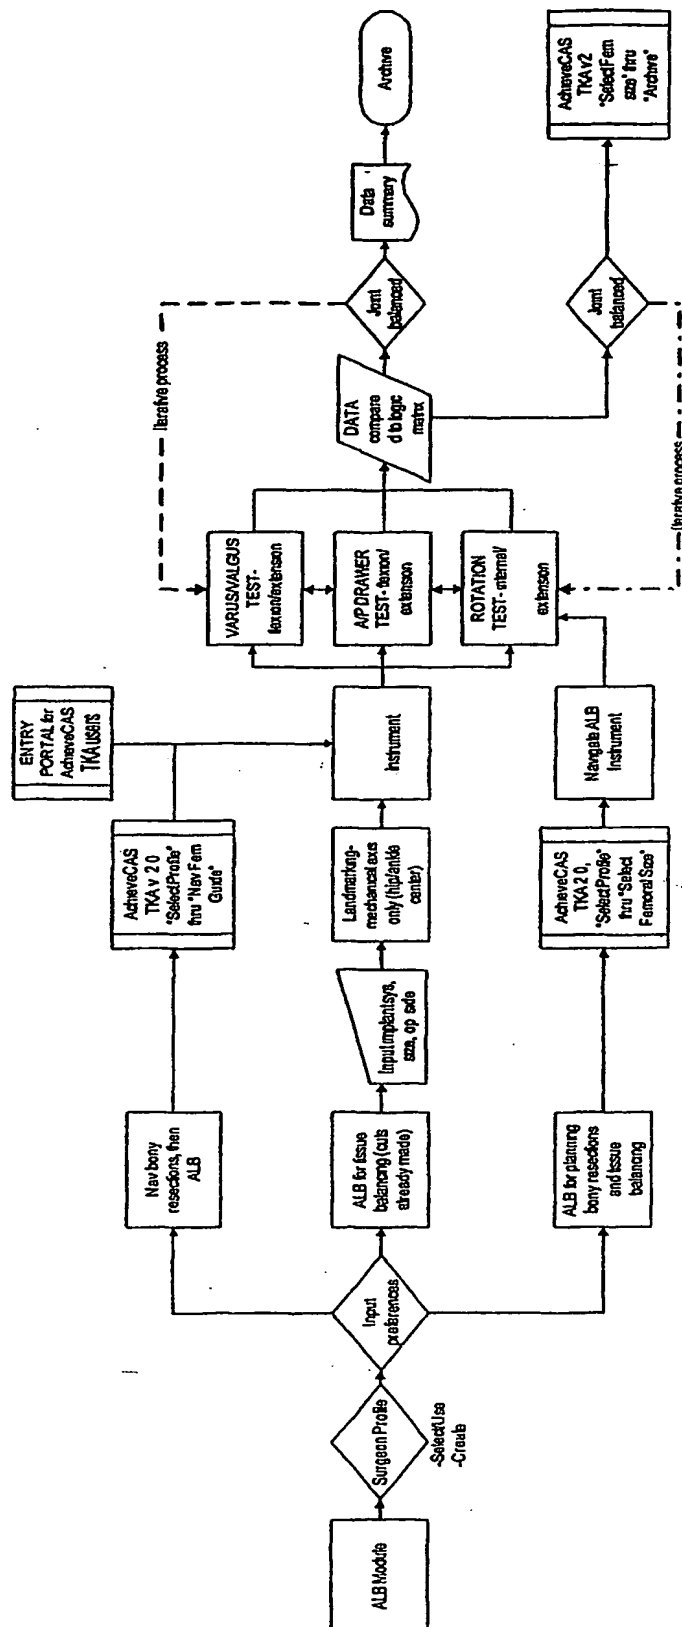 ALB Module
Surgeon Profile
-Select/Use
-Create
Input
preferences
Nav bony
resections, then
ALB
AchieveCAS
TKA v 2 0
"Select Profile"
thru "Nav Fem
Guide"
ENTRY
PORTAL for
AchieveCAS
TKA users
ALB for tissue
balancing (cuts
already made)
Input implant sys,
size, op side
Landmarking-
mechanical axis
only (hip/ankle
center)
Instrument
ALB for planning
bony resections
and tissue
balancing
AchieveCAS
TKA 2 0,
"Select Profile"
thru "Select
Femoral Size"
Navigate ALB
Instrument
VARUS/VALGUS
TEST-
flexion/extension
A/P DRAWER
TEST- flexion/
extension
ROTATION
TEST- internal/
extension
Iterative process
Iterative process
DATA
compare
d to logic
matrix
Joint
balanced
Data
summary
Archive
Joint
balanced
AchieveCAS
TKA v2
"Select Fem
size" thru
"Archive"